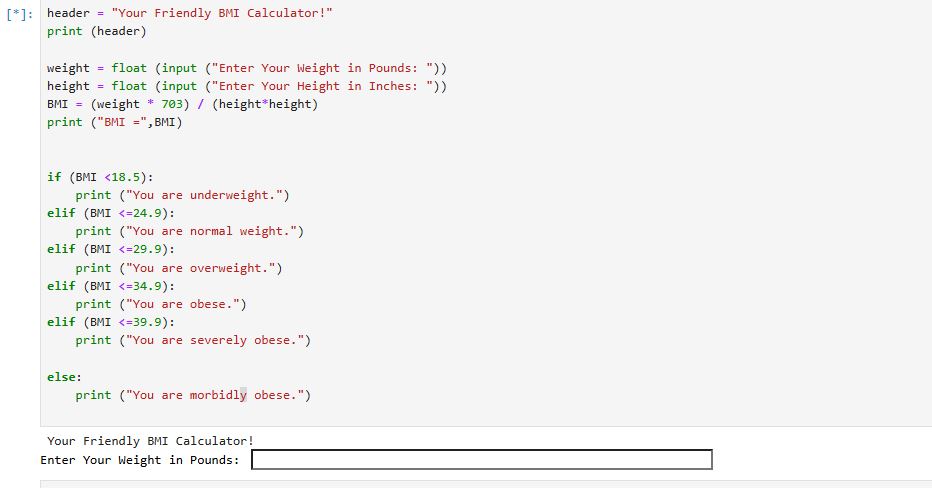 [*]: header = "Your Friendly BMI Calculator!"
print (header)
weight = float (input ("Enter Your Weight in Pounds: "))
height = float (input ("Enter Your Height in Inches: "))
BMI = (weight * 703) / (height*height)
print ("BMI =",BMI)
if (BMI <18.5):
    print ("You are underweight.")
elif (BMI <=24.9):
    print ("You are normal weight.")
elif (BMI <=29.9):
    print ("You are overweight.")
elif (BMI <=34.9):
    print ("You are obese.")
elif (BMI <=39.9):
    print ("You are severely obese.")
else:
    print ("You are morbidly obese.")
Your Friendly BMI Calculator!
Enter Your Weight in Pounds: